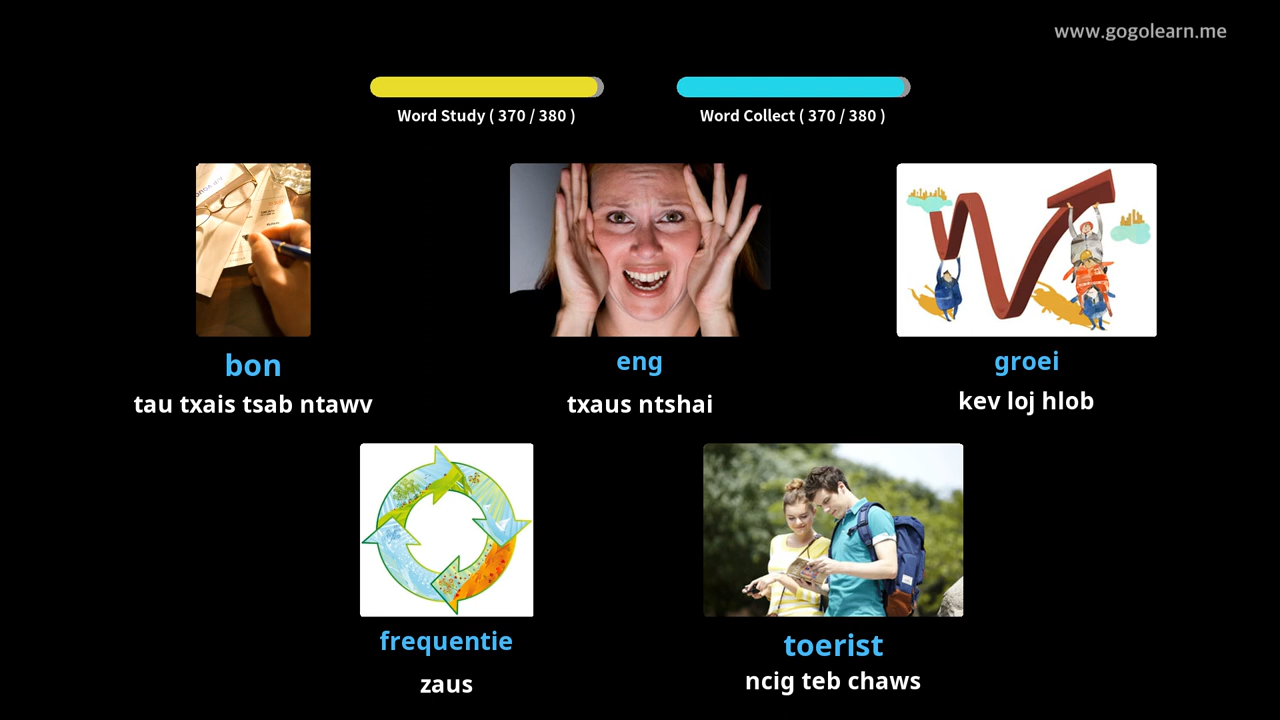 www.gogolearn.me
Word Study ( 370 / 380 )
Word Collect ( 370 / 380 )
bon
tau txais tsab ntawv
eng
txaus ntshai
groei
kev loj hlob
frequentie
zaus
toerist
ncig teb chaws